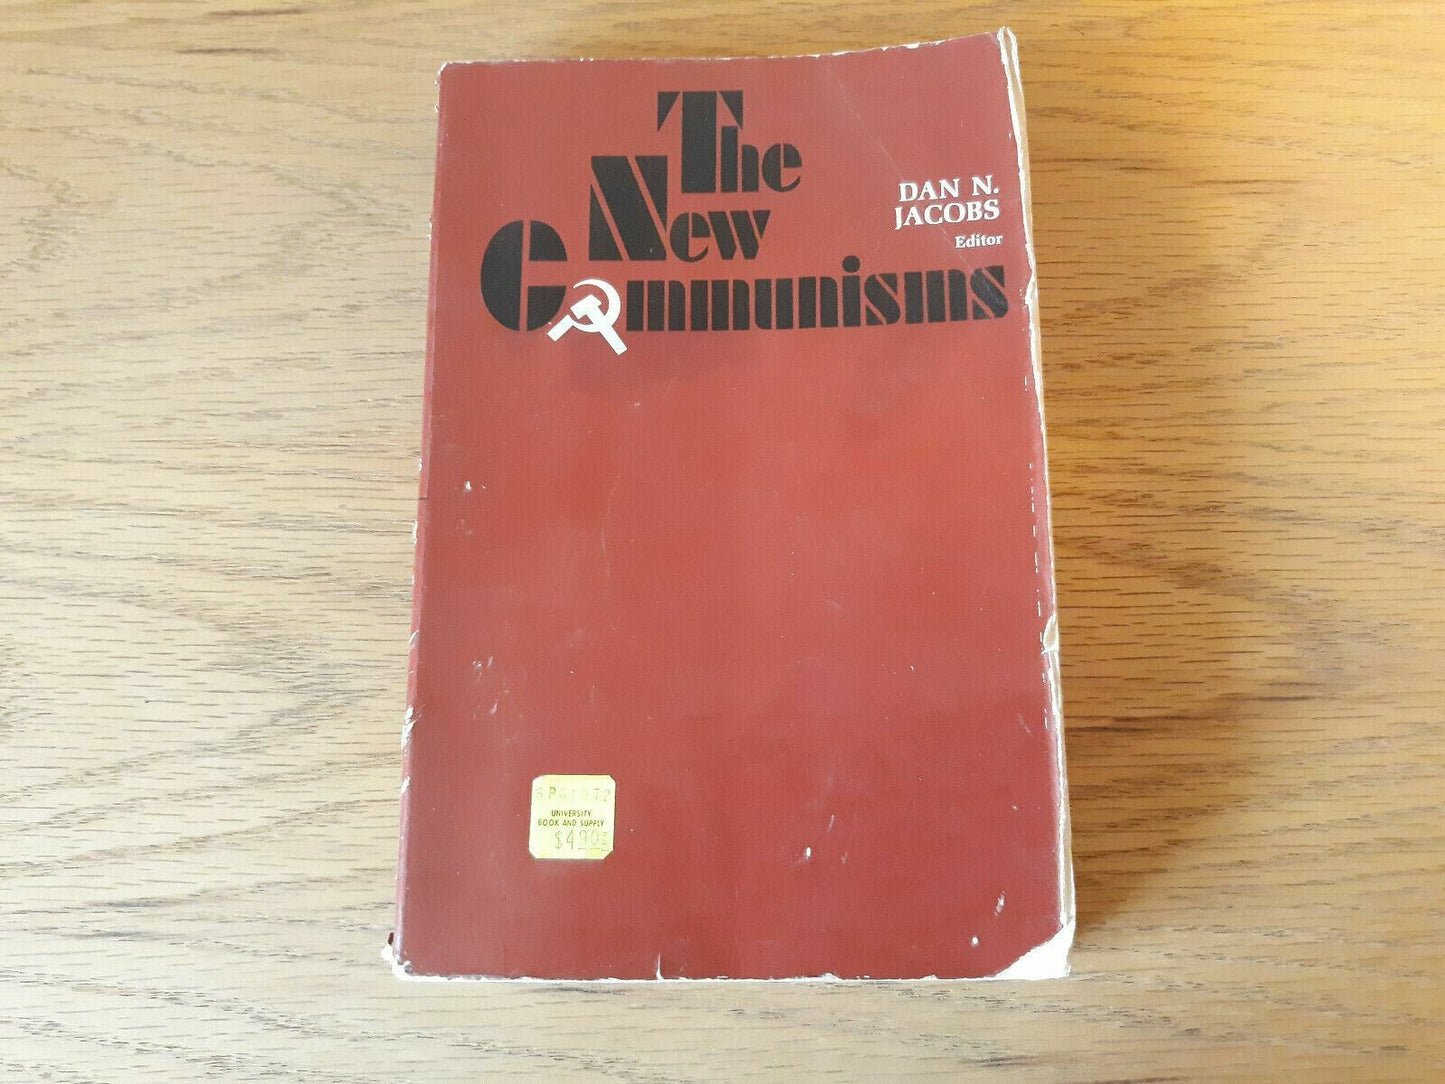 The
New
Communisms
DAN N.
JACOBS
Editor
UNIVERSITY
BOOK AND SUPPLY